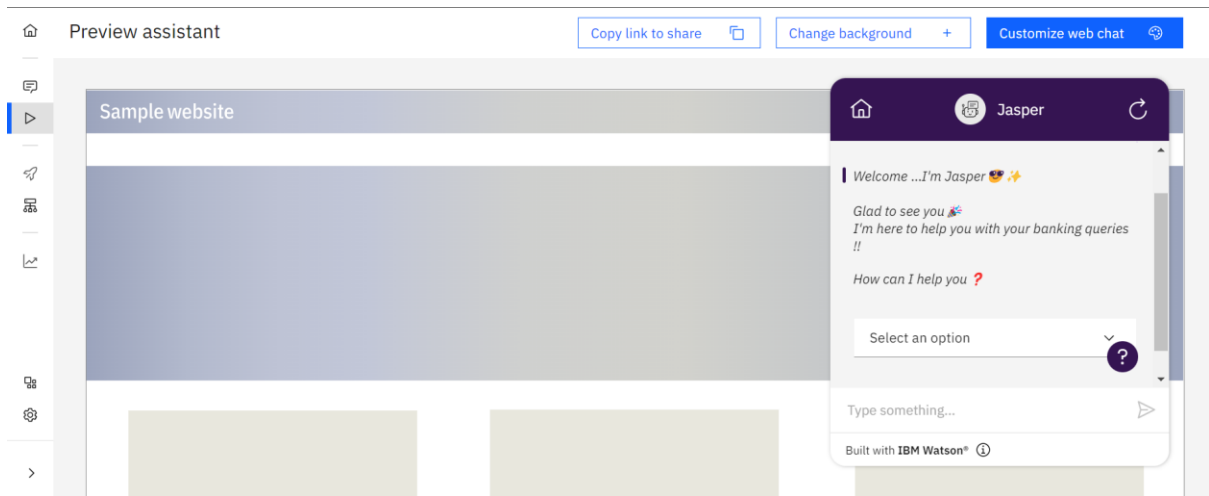 Preview assistant
Copy link to share
Change background +
Customize web chat
Sample website
Jasper
Welcome ...I'm Jasper 😎 ✨
Glad to see you 🎉
I'm here to help you with your banking queries
!!
How can I help you ❓
Select an option
?
Type something...
Built with IBM Watson®